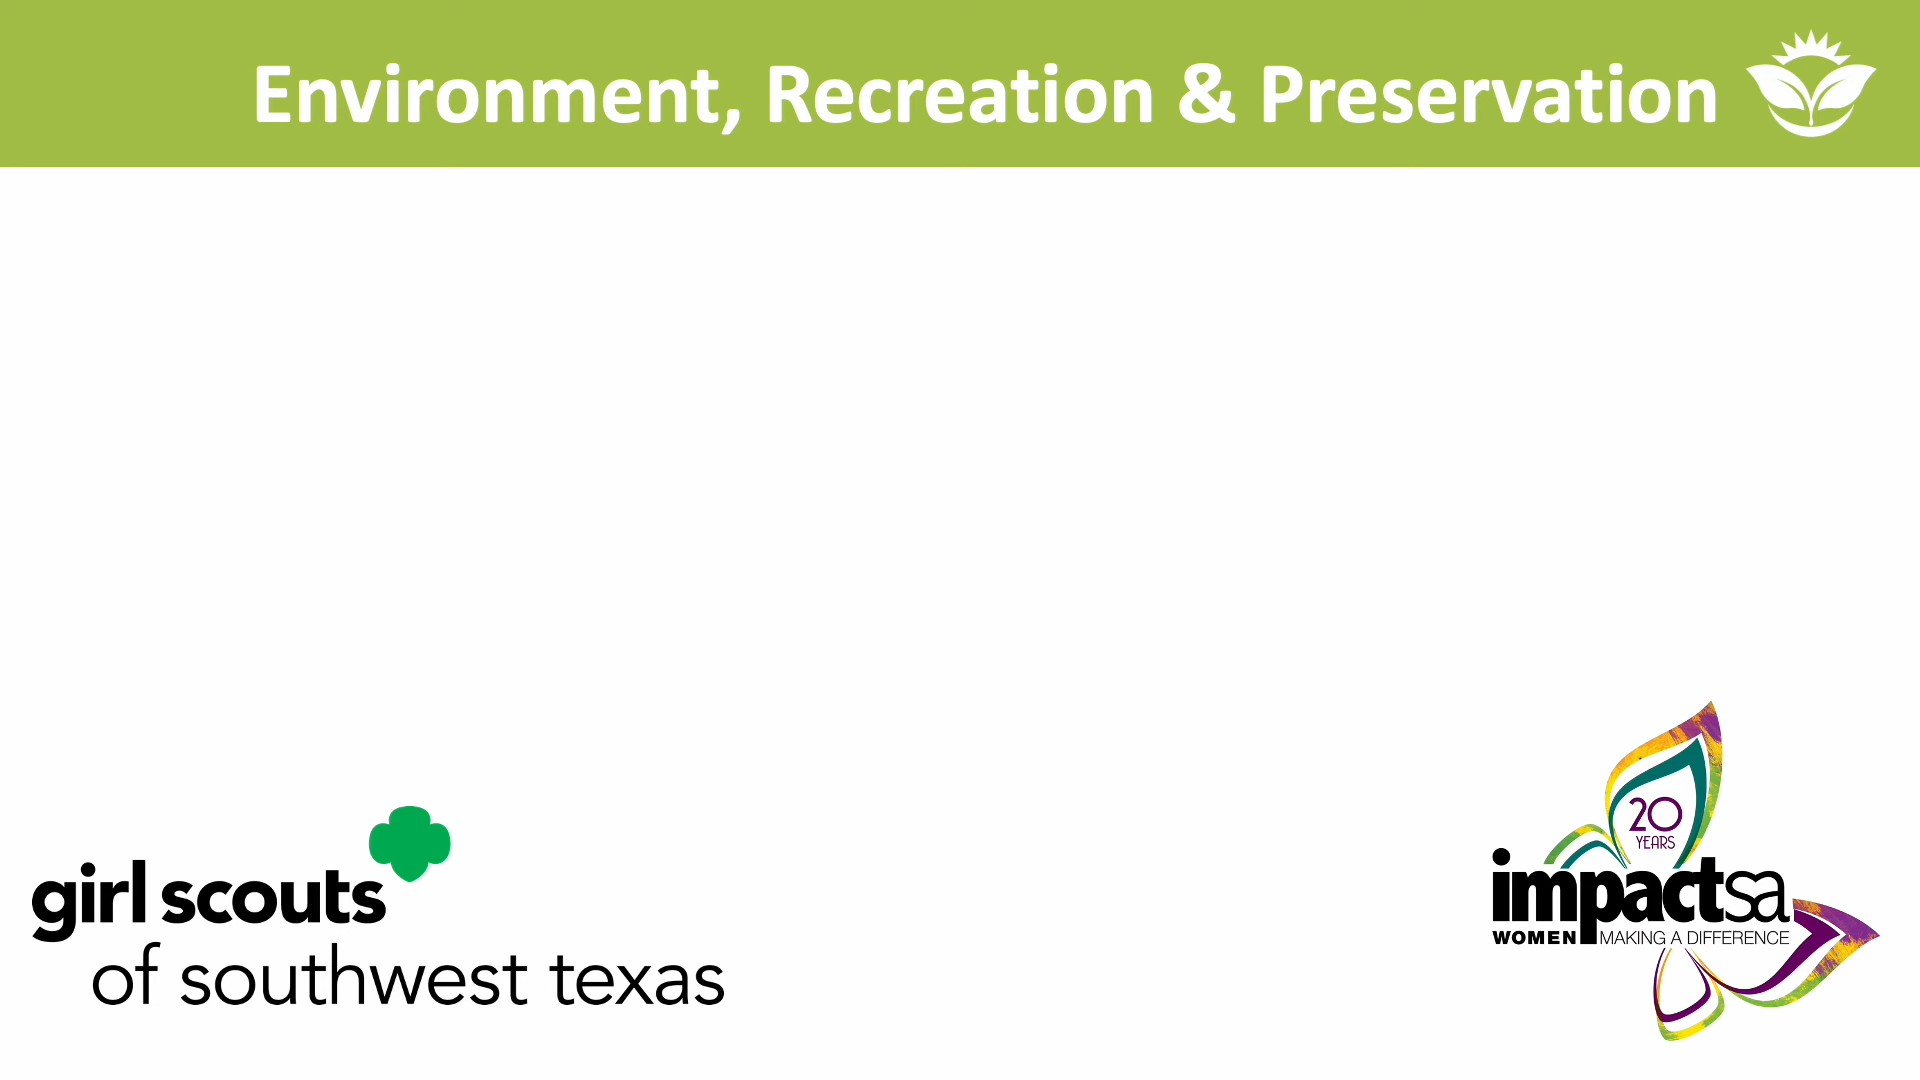 Environment, Recreation & Preservation
girl scouts
of southwest texas
20
YEARS
impactsa
WOMEN MAKING A DIFFERENCE